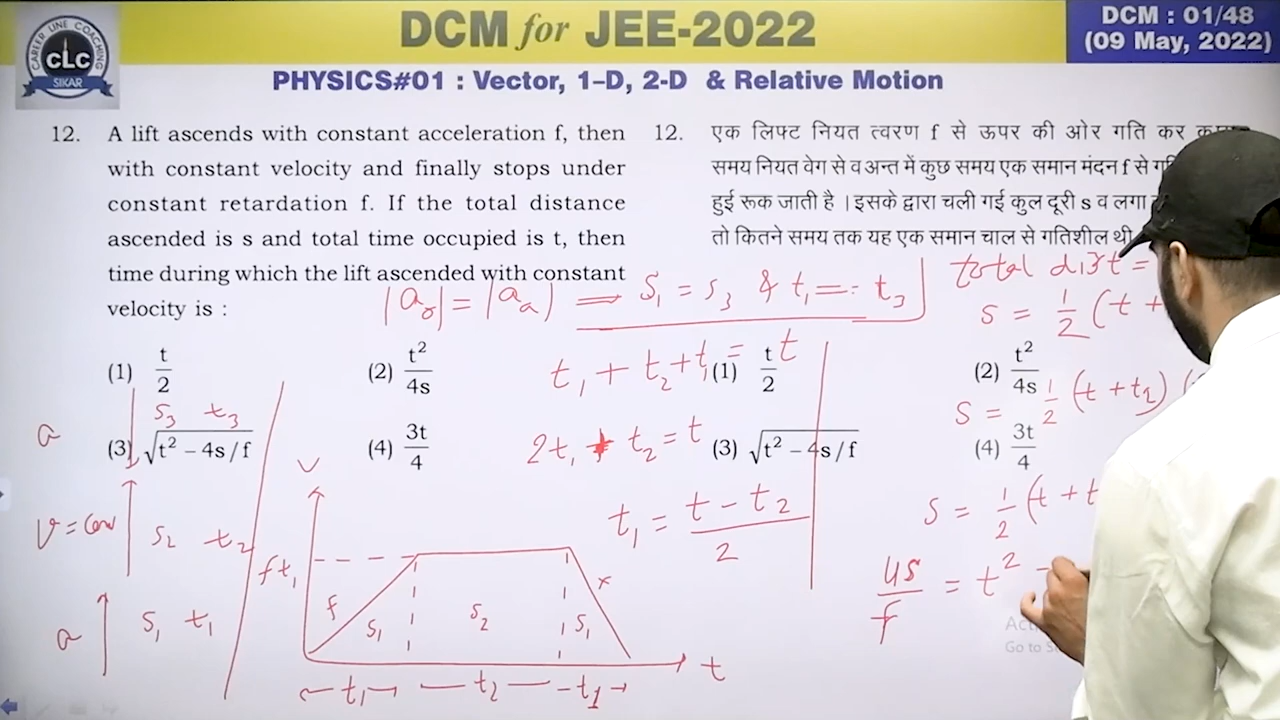 DCM for JEE-2022
DCM : 01/48
(09 May, 2022)
CAREER LINE COACHING
CLC
SIKAR
PHYSICS#01 : Vector, 1–D, 2-D & Relative Motion
12. A lift ascends with constant acceleration f, then
with constant velocity and finally stops under
constant retardation f. If the total distance
ascended is s and total time occupied is t, then
time during which the lift ascended with constant
velocity is :
(1) t/2
(2) t²/4s
(3) √(t² – 4s/f)
(4) 3t/4
12. एक लिफ्ट नियत त्वरण f से ऊपर की ओर गति कर
समय नियत वेग से व अन्त में कुछ समय एक समान मंदन f से
हुई रूक जाती है । इसके द्वारा चली गई कुल दूरी s व लगा
तो कितने समय तक यह एक समान चाल से गतिशील थी
(1) t/2
(2) t²/4s
(3) √(t² – 4s/f)
(4) 3t/4
|a_r| = |a_a| ⇒ S₁ = S₃ & t₁ = t₃
t₁ + t₂ + t₁ = t
2t₁ + t₂ = t
t₁ = (t – t₂)/2
total dist =
s = 1/2 (t +
s = 1/2 (t + t₂) (
s = 1/2 (t + t
4s/f = t² –
a S₃ t₃
v = con S₂ t₂
a S₁ t₁
v
ft₁
f S₁ S₂ S₁ f
t₁ t₂ t₁ t
Go to S